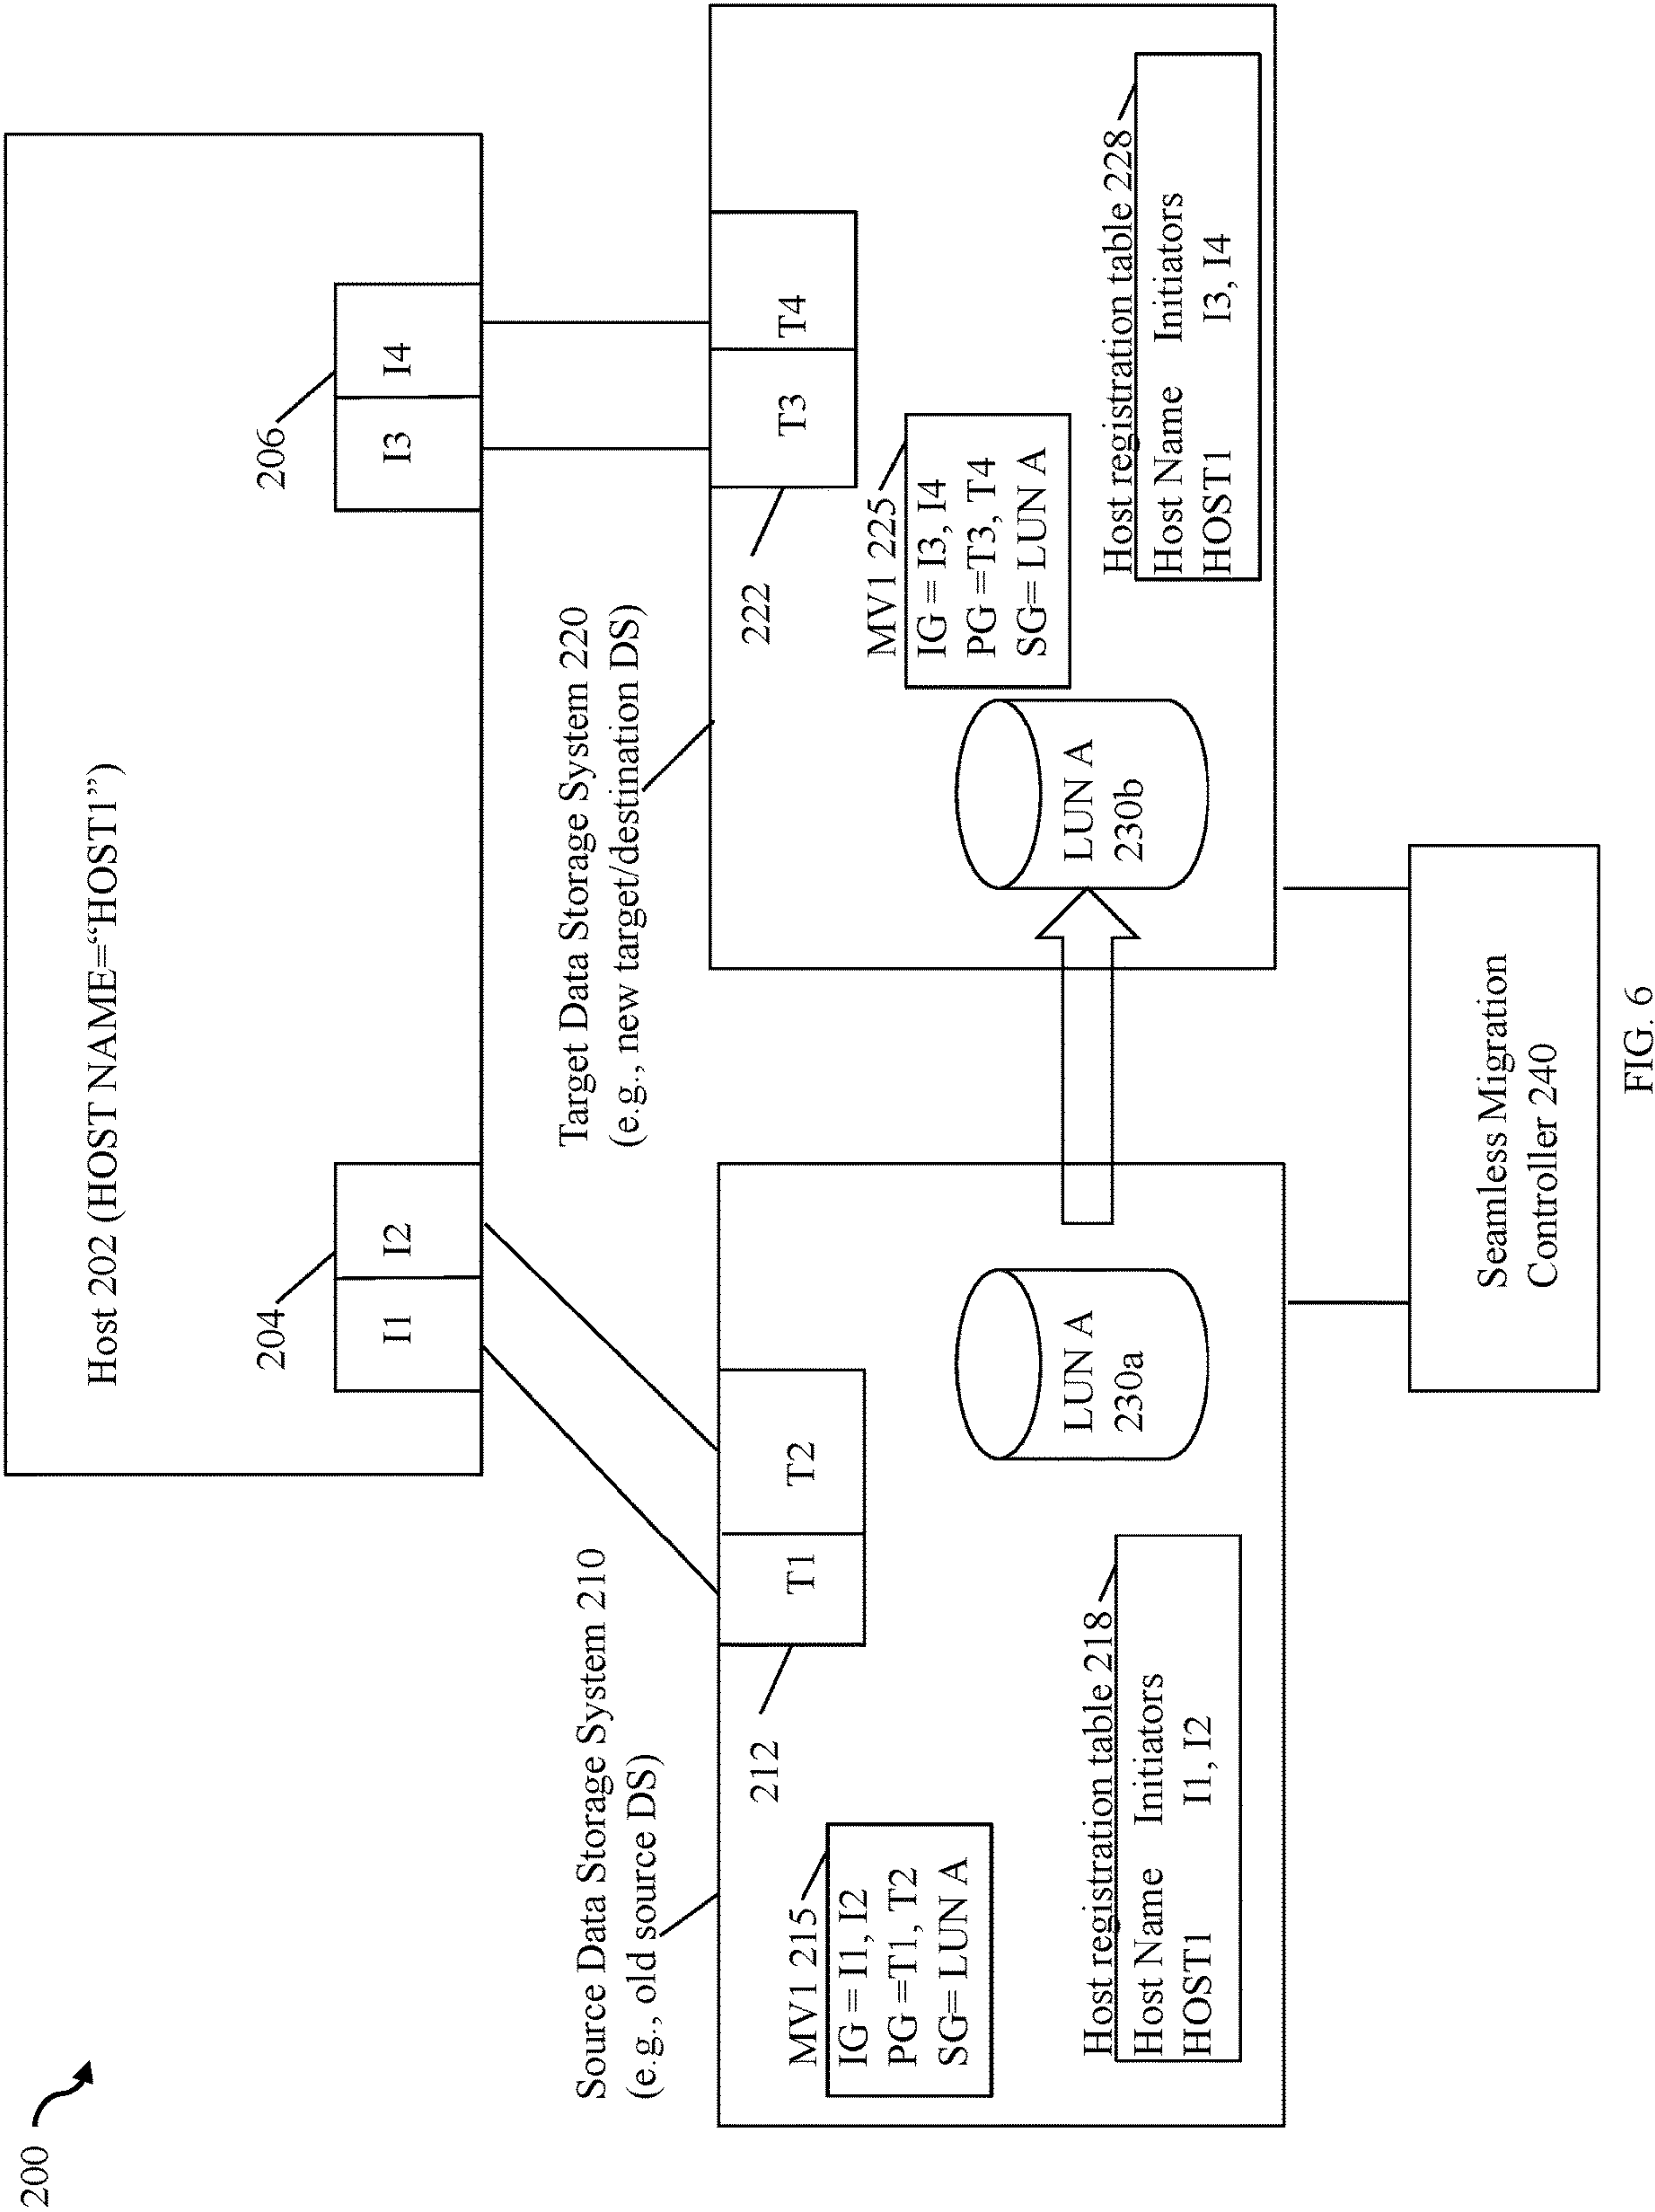 200
Host 202 (HOST NAME=“HOST1”)
204
I1
I2
206
I3
I4
Source Data Storage System 210
(e.g., old source DS)
212
T1
T2
MV1 215
IG = I1, I2
PG =T1, T2
SG= LUN A
LUN A
230a
Host registration table 218
Host Name Initiators
HOST1 I1, I2
Target Data Storage System 220
(e.g., new target/destination DS)
222
T3
T4
MV1 225
IG = I3, I4
PG =T3, T4
SG= LUN A
LUN A
230b
Host registration table 228
Host Name Initiators
HOST1 I3, I4
Seamless Migration
Controller 240
FIG. 6